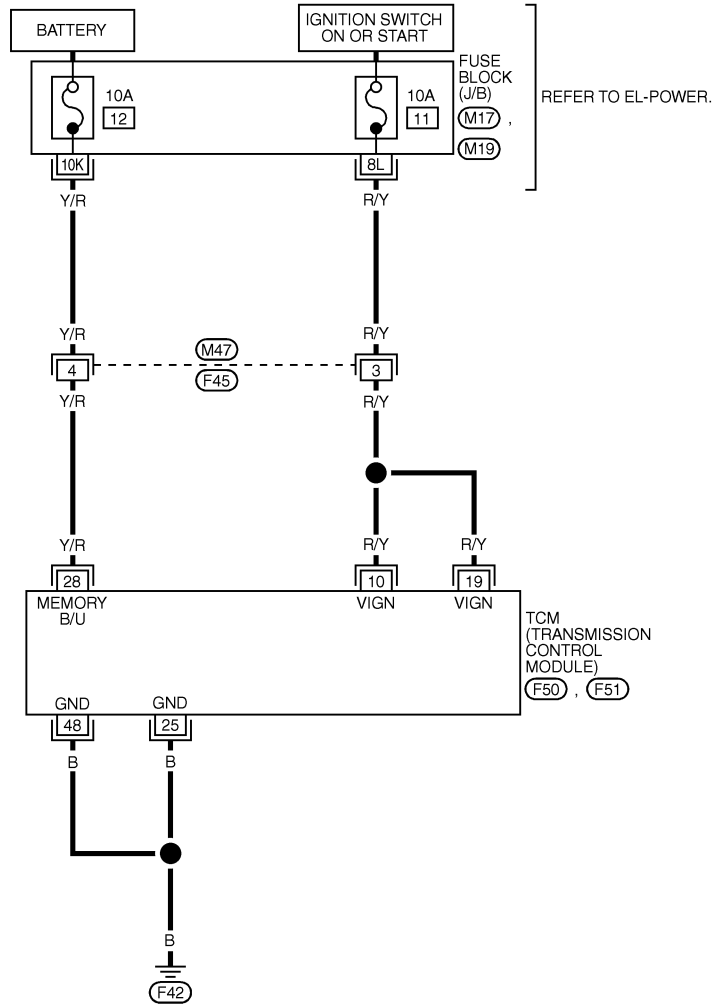 BATTERY
IGNITION SWITCH
ON OR START
FUSE
BLOCK
(J/B)
M17 ,
M19
REFER TO EL-POWER.
10A
12
10A
11
10K
8L
Y/R
R/Y
Y/R
R/Y
M47
4
3
F45
Y/R
R/Y
Y/R
R/Y
R/Y
28
10
19
MEMORY
B/U
VIGN
VIGN
TCM
(TRANSMISSION
CONTROL
MODULE)
F50 , F51
GND
GND
48
25
B
B
B
F42